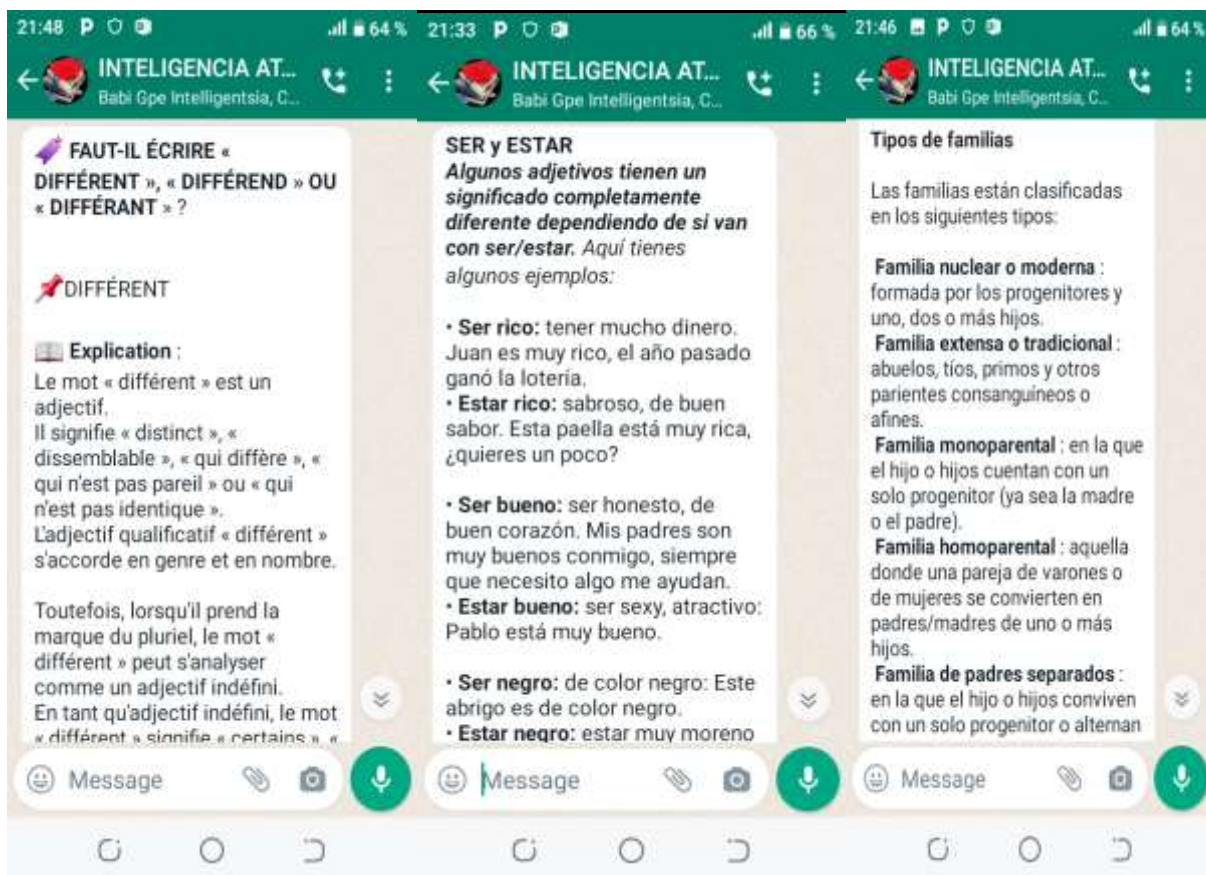 21:48 P
64 %
INTELIGENCIA AT...
Babi Gpe Intelligentsia, C...
FAUT-IL ÉCRIRE «
DIFFÉRENT », « DIFFÉREND » OU
« DIFFÉRANT » ?
DIFFÉRENT
Explication :
Le mot « différent » est un
adjectif.
Il signifie « distinct », «
dissemblable », « qui diffère », «
qui n'est pas pareil » ou « qui
n'est pas identique ».
L'adjectif qualificatif « différent »
s'accorde en genre et en nombre.
Toutefois, lorsqu'il prend la
marque du pluriel, le mot «
différent » peut s'analyser
comme un adjectif indéfini.
En tant qu'adjectif indéfini, le mot
« différent » signifie « certains », «
Message
21:33 P
66 %
INTELIGENCIA AT...
Babi Gpe Intelligentsia, C...
SER y ESTAR
Algunos adjetivos tienen un
significado completamente
diferente dependiendo de si van
con ser/estar. Aquí tienes
algunos ejemplos:
· Ser rico: tener mucho dinero.
Juan es muy rico, el año pasado
ganó la lotería.
· Estar rico: sabroso, de buen
sabor. Esta paella está muy rica,
¿quieres un poco?
· Ser bueno: ser honesto, de
buen corazón. Mis padres son
muy buenos conmigo, siempre
que necesito algo me ayudan.
· Estar bueno: ser sexy, atractivo:
Pablo está muy bueno.
· Ser negro: de color negro: Este
abrigo es de color negro.
· Estar negro: estar muy moreno
Message
21:46 P
64 %
INTELIGENCIA AT...
Babi Gpe Intelligentsia, C...
Tipos de familias
Las familias están clasificadas
en los siguientes tipos:
Familia nuclear o moderna :
formada por los progenitores y
uno, dos o más hijos.
Familia extensa o tradicional :
abuelos, tíos, primos y otros
parientes consanguíneos o
afines.
Familia monoparental : en la que
el hijo o hijos cuentan con un
solo progenitor (ya sea la madre
o el padre).
Familia homoparental : aquella
donde una pareja de varones o
de mujeres se convierten en
padres/madres de uno o más
hijos.
Familia de padres separados :
en la que el hijo o hijos conviven
con un solo progenitor o alternan
Message